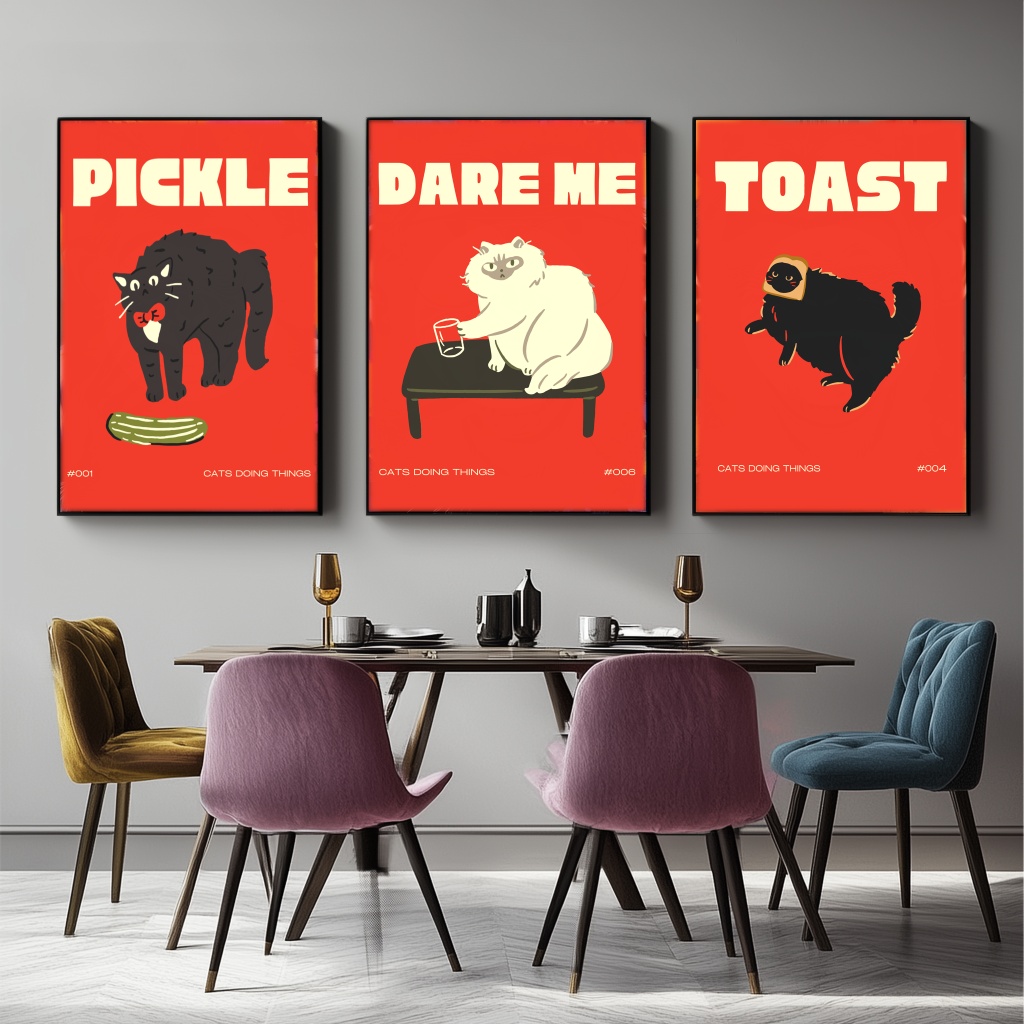 PICKLE
#001 CATS DOING THINGS
DARE ME
CATS DOING THINGS #006
TOAST
CATS DOING THINGS #004